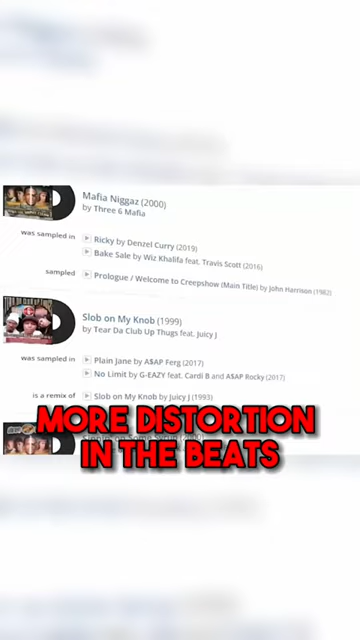 Mafia Niggaz (2000)
by Three 6 Mafia
was sampled in
Ricky by Denzel Curry (2019)
Bake Sale by Wiz Khalifa feat. Travis Scott (2016)
sampled
Prologue / Welcome to Creepshow (Main Title) by John Harrison (1982)
Slob on My Knob (1999)
by Tear Da Club Up Thugs feat. Juicy J
was sampled in
Plain Jane by A$AP Ferg (2017)
No Limit by G-EAZY feat. Cardi B and A$AP Rocky (2017)
is a remix of
Slob on My Knob by Juicy J (1993)
MORE DISTORTION
IN THE BEATS